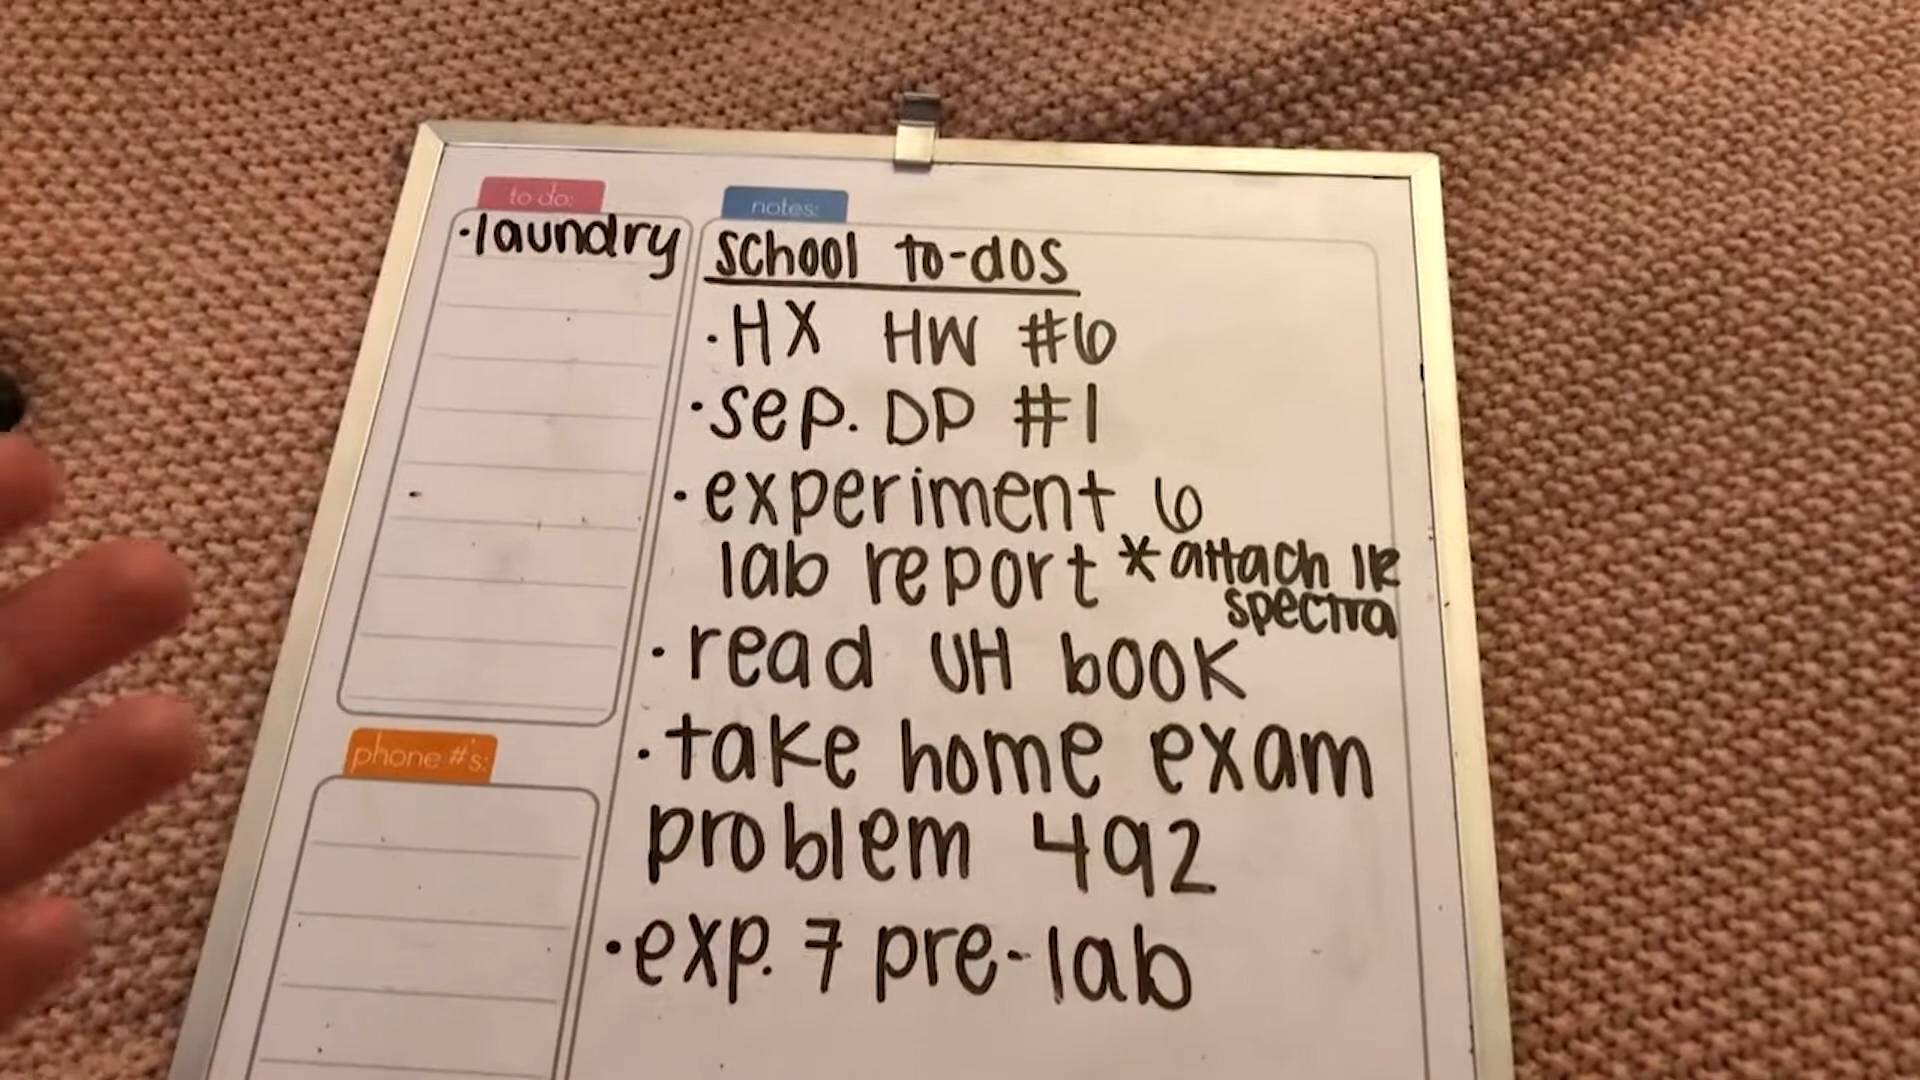 to do:
·laundry
notes:
school to-dos
·HX HW #6
·sep. DP #1
·experiment 6
lab report *attach IR
spectra
·read UH book
·take home exam
problem 4q2
·exp. 7 pre-lab
phone #'s: